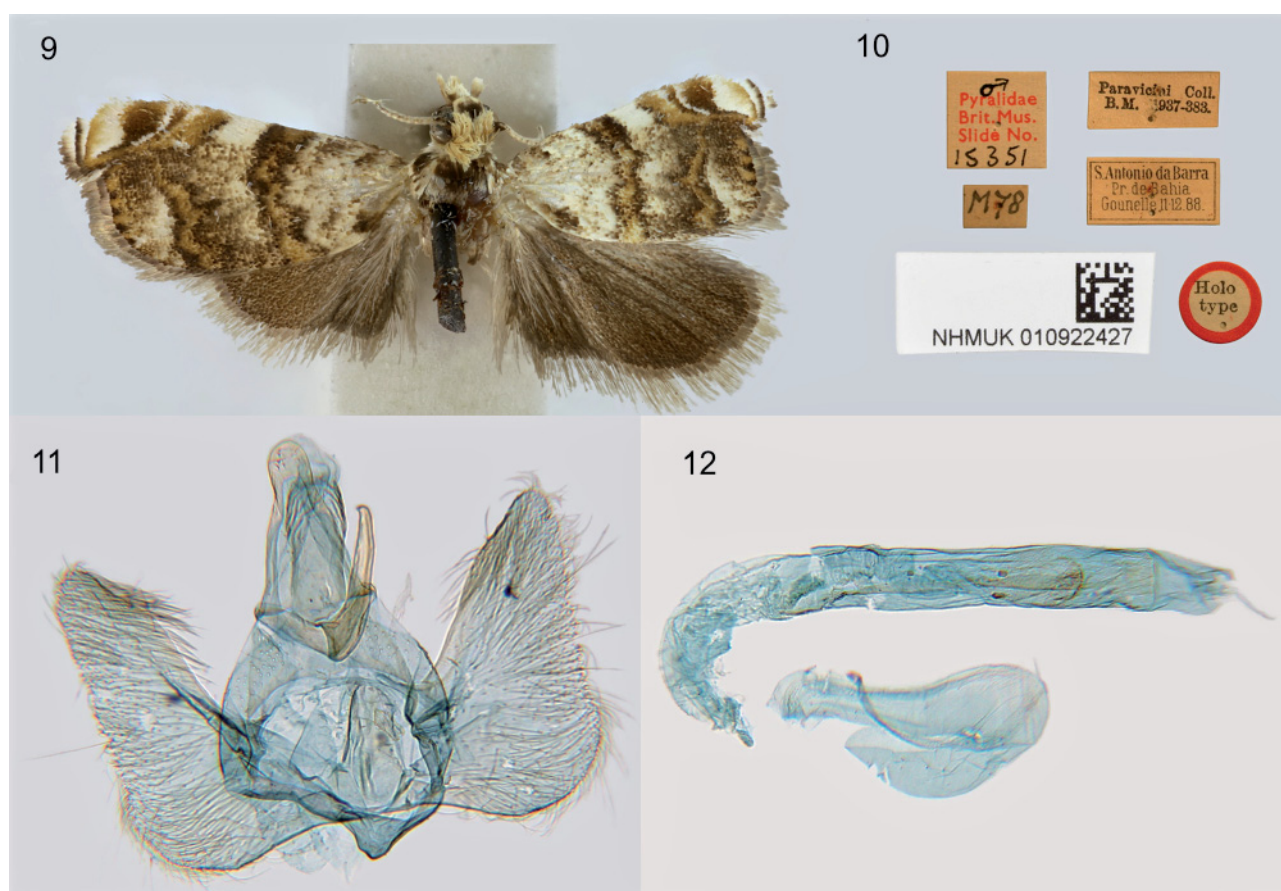 9
10
♂
Pyralidae
Brit.Mus.
Slide No.
15351
Paravicini Coll.
B.M. 1937-383.
M78
S. Antonio da Barra
Pr. de Bahia
Gounelle 11-12.88.
NHMUK 010922427
Holo
type
11
12